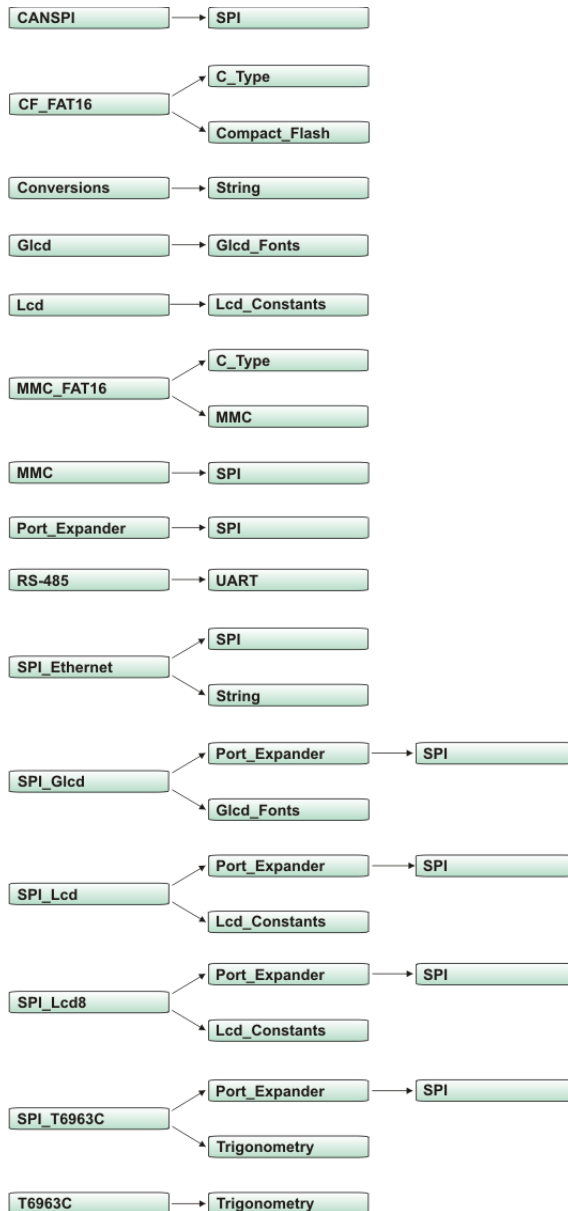 CANSPI SPI
C_Type
CF_FAT16
Compact_Flash
Conversions String
Glcd Glcd_Fonts
Lcd Lcd_Constants
C_Type
MMC_FAT16
MMC
MMC SPI
Port_Expander SPI
RS-485 UART
SPI
SPI_Ethernet
String
Port_Expander SPI
SPI_Glcd
Glcd_Fonts
Port_Expander SPI
SPI_Lcd
Lcd_Constants
Port_Expander SPI
SPI_Lcd8
Lcd_Constants
Port_Expander SPI
SPI_T6963C
Trigonometry
T6963C Trigonometry